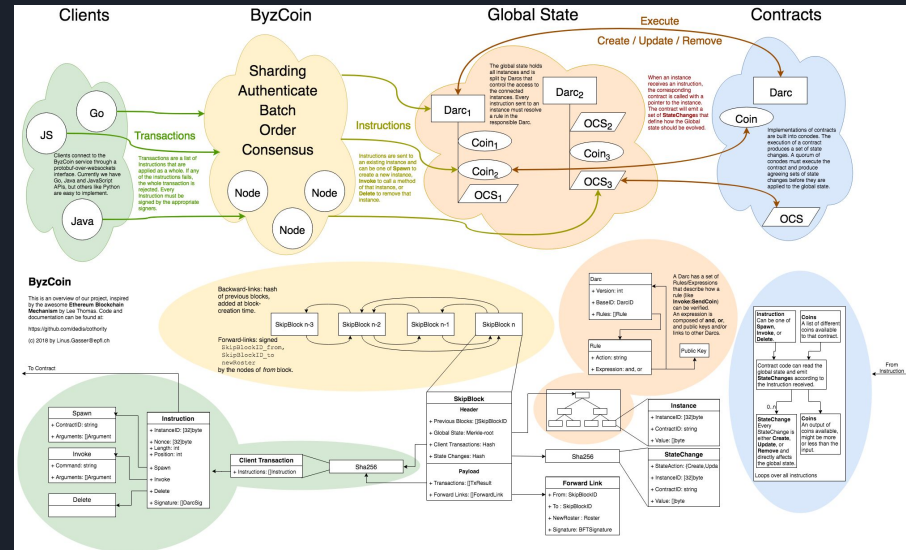 Clients
ByzCoin
Global State
Contracts
Execute
Create / Update / Remove
Go
JS
Java
Transactions
Clients connect to the
ByzCoin service through a
protobuf-over-websockets
interface. Currently we have
Go, Java and JavaScript
APIs, but others like Python
are easy to implement.
Transactions are a list of
Instructions that are
applied as a whole. If any
of the instructions fails,
the whole transaction is
rejected. Every
Instruction must be
signed by the appropriate
signers.
Sharding
Authenticate
Batch
Order
Consensus
Node
Node
Node
Instructions
Instructions are sent to
an existing instance and
can be one of Spawn to
create a new instance,
Invoke to call a method
of that instance, or
Delete to remove that
instance.
The global state holds
all instances and is
split by Darcs that
control the access to
the connected
instances. Every
instruction sent to an
instance must resolve
a rule in the
responsible Darc.
Darc1
Coin1
Coin2
OCS1
Darc2
OCS2
Coin3
OCS3
When an instance
receives an instruction,
the corresponding
contract is called with a
pointer to the instance.
The contract will emit a
set of StateChanges that
define how the Global
state should be evolved.
Darc
Coin
Implementations of contracts
are built into conodes. The
execution of a contract
produces a set of state
changes. A quorum of
conodes must execute the
contract and produce
agreeing sets of state
changes before they are
applied to the global state.
OCS
ByzCoin
This is an overview of our project, inspired
by the awesome Ethereum Blockchain
Mechanism by Lee Thomas. Code and
documentation can be found at:
https://github.com/dedis/cothority
(c) 2018 by Linus.Gasser@epfl.ch
Backward-links: hash
of previous blocks,
added at block-
creation time.
SkipBlock n-3
SkipBlock n-2
SkipBlock n-1
SkipBlock n
Forward-links: signed
SkipBlockID_from,
SkipBlockID_to
newRoster
by the nodes of from block.
Darc
+ Version: int
+ BaseID: DarcID
+ Rules: []Rule
Rule
+ Action: string
+ Expression: and, or
Public Key
A Darc has a set of
Rules/Expressions
that describe how a
rule (like
Invoke:SendCoin)
can be verified.
An expression is
composed of and, or,
and public keys and/or
links to other Darcs.
Instruction
Can be one of
Spawn,
Invoke, or
Delete.
Coins
A list of different
coins available
to that contract.
Contract code can read the
global state and emit
StateChanges according to
the Instruction received.
0..n
StateChange
Every
StateChange is
either Create,
Update, or
Remove and
directly affects
the global state.
Coins
An output of
coins available,
might be more
or less than the
input.
Loops over all instructions
From
Instruction
To Contract
Spawn
+ ContractID: string
+ Arguments: []Argument
Invoke
+ Command: string
+ Arguments: []Argument
Delete
Instruction
+ InstanceID: [32]byte
+ Nonce: [32]byte
+ Length: int
+ Position: int
+ Spawn
+ Invoke
+ Delete
+ Signature: []DarcSig
Client Transaction
+ Instructions: []Instruction
Sha256
SkipBlock
Header
+ Previous Blocks: []SkipBlockID
+ Global State: Merkle-root
+ Client Transactions: Hash
+ State Changes: Hash
Payload
+ Transactions: []TxResult
+ Forward Links: []ForwardLink
Sha256
Instance
+ InstanceID: [32]byte
+ ContractID: string
+ Value: []byte
StateChange
+ StateAction: (Create,Upda
+ InstanceID: [32]byte
+ ContractID: string
+ Value: []byte
Forward Link
+ From: SkipBlockID
+ To : SkipBlockID
+ NewRoster : Roster
+ Signature: BFTSignature